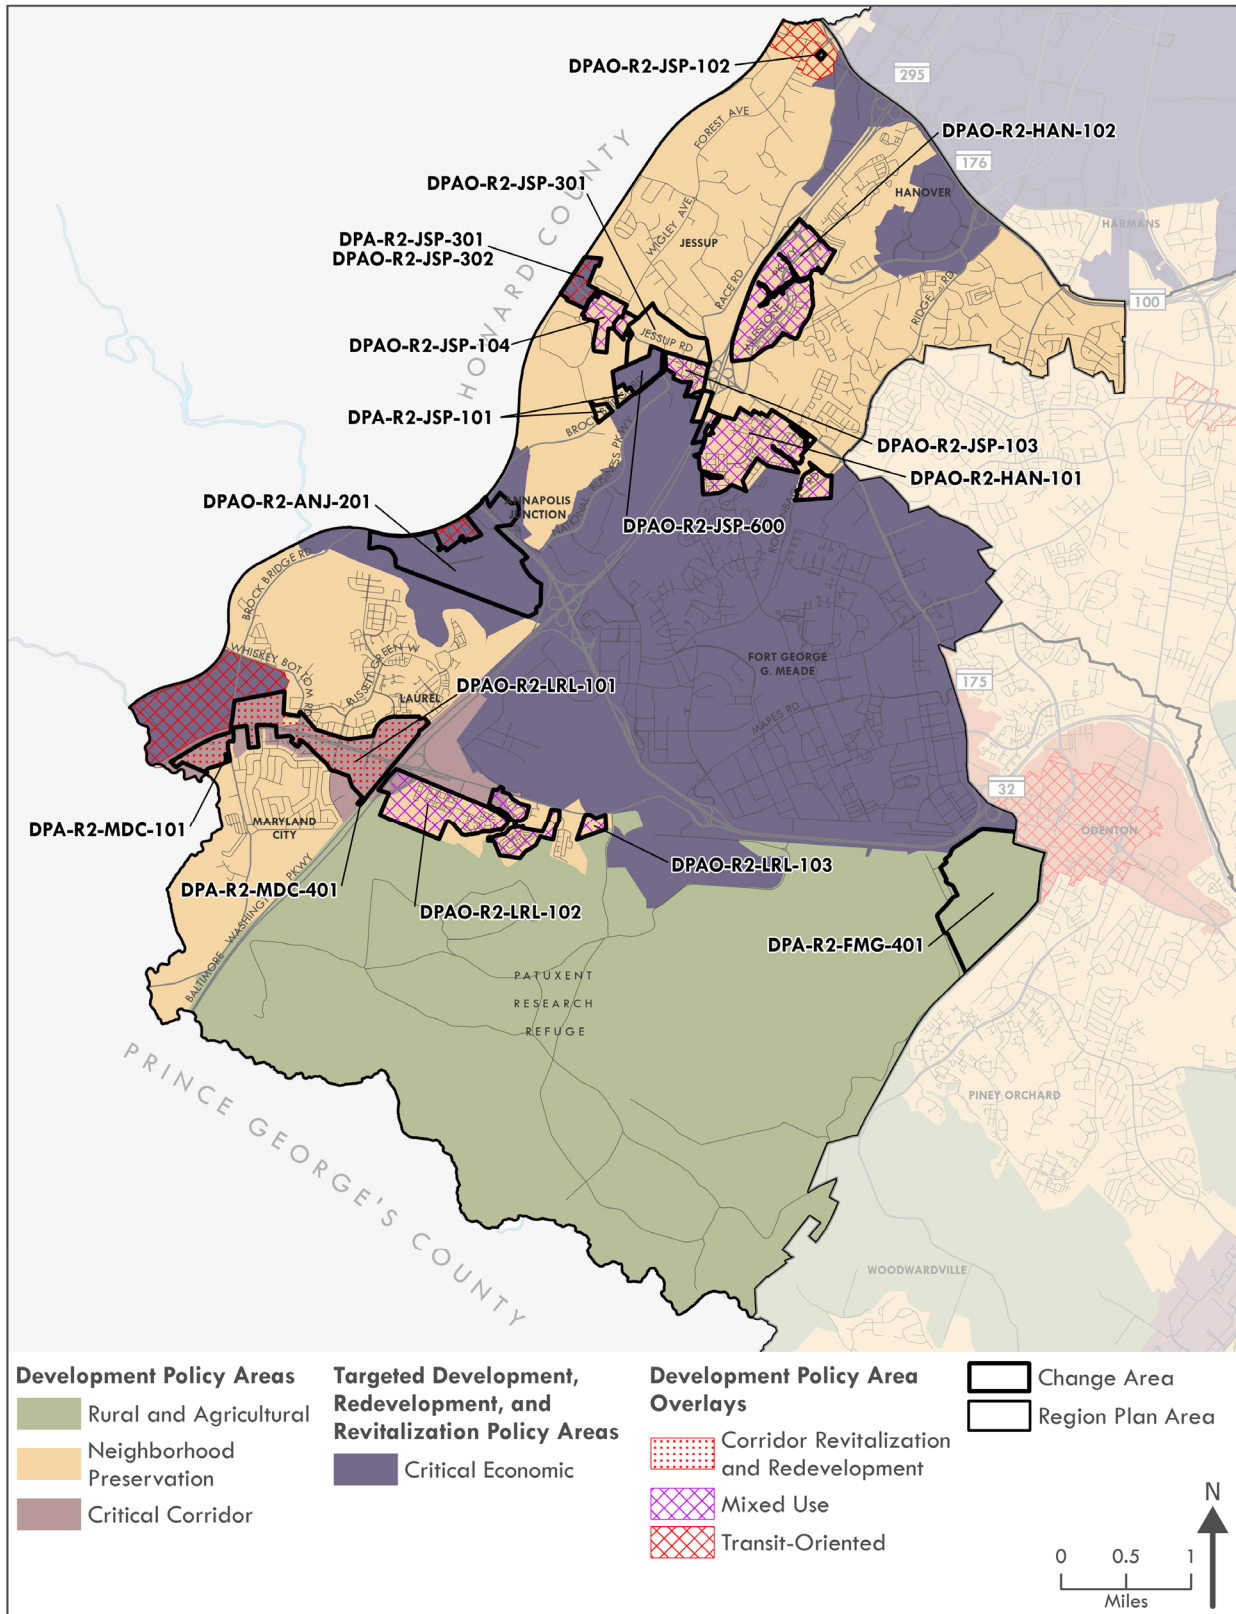 DPAO-R2-JSP-102
295
FOREST AVE
DPAO-R2-HAN-102
176
DPAO-R2-JSP-301
HANOVER
HARMANS
WIGLEY AVE
JESSUP
DPA-R2-JSP-301
DPAO-R2-JSP-302
HOWARD COUNTY
RACE RD
RIDGE RD
100
DPAO-R2-JSP-104
JESSUP RD
DPA-R2-JSP-101
DPAO-R2-JSP-103
DPAO-R2-HAN-101
NATIONAL BUSINESS PKWY
DPAO-R2-ANJ-201
ANNAPOLIS
JUNCTION
DPAO-R2-JSP-600
BROCK BRIDGE RD
WHISKEY BOTTOM RD
RUSSETT GREEN W
FORT GEORGE
G. MEADE
175
LAUREL
DPAO-R2-LRL-101
MAPES RD
32
DPA-R2-MDC-101
MARYLAND
CITY
ODENTON
DPAO-R2-LRL-103
DPA-R2-MDC-401
DPAO-R2-LRL-102
DPA-R2-FMG-401
BALTIMORE WASHINGTON PKWY
PATUXENT
RESEARCH
REFUGE
PRINCE GEORGE'S COUNTY
PINEY ORCHARD
WOODWARDVILLE
Development Policy Areas
Rural and Agricultural
Neighborhood
Preservation
Critical Corridor
Targeted Development,
Redevelopment, and
Revitalization Policy Areas
Critical Economic
Development Policy Area
Overlays
Corridor Revitalization
and Redevelopment
Mixed Use
Transit-Oriented
Change Area
Region Plan Area
N
0 0.5 1
Miles